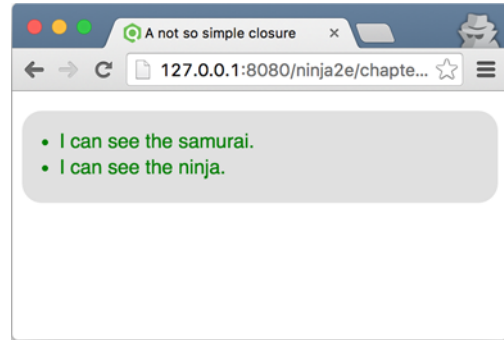 A not so simple closure
127.0.0.1:8080/ninja2e/chapte...
• I can see the samurai.
• I can see the ninja.